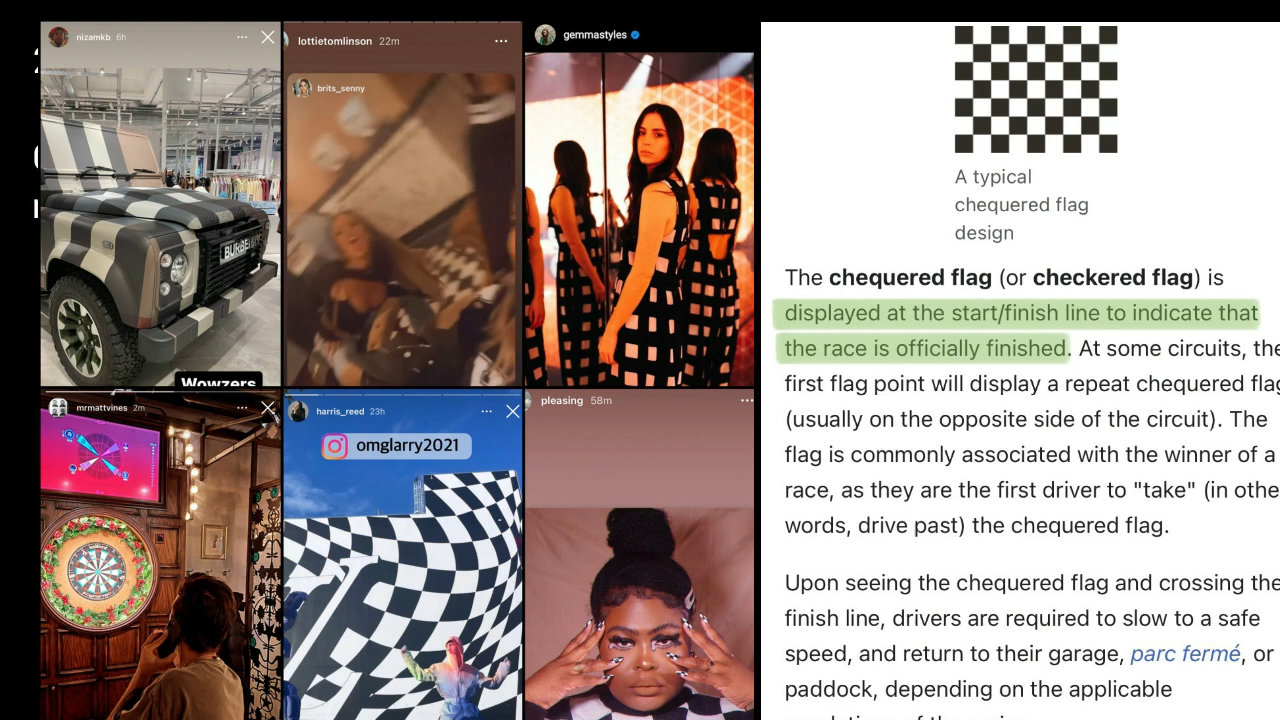 nizamkb 6h
BURBERRY
Wowzers
lottietomlinson 22m
brits_senny
gemmastyles
mrmattvines 2m
harris_reed 23h
omglarry2021
pleasing 58m
A typical
chequered flag
design
The chequered flag (or checkered flag) is
displayed at the start/finish line to indicate that
the race is officially finished. At some circuits, the
first flag point will display a repeat chequered flag
(usually on the opposite side of the circuit). The
flag is commonly associated with the winner of a
race, as they are the first driver to "take" (in othe
words, drive past) the chequered flag.
Upon seeing the chequered flag and crossing the
finish line, drivers are required to slow to a safe
speed, and return to their garage, parc fermé, or
paddock, depending on the applicable